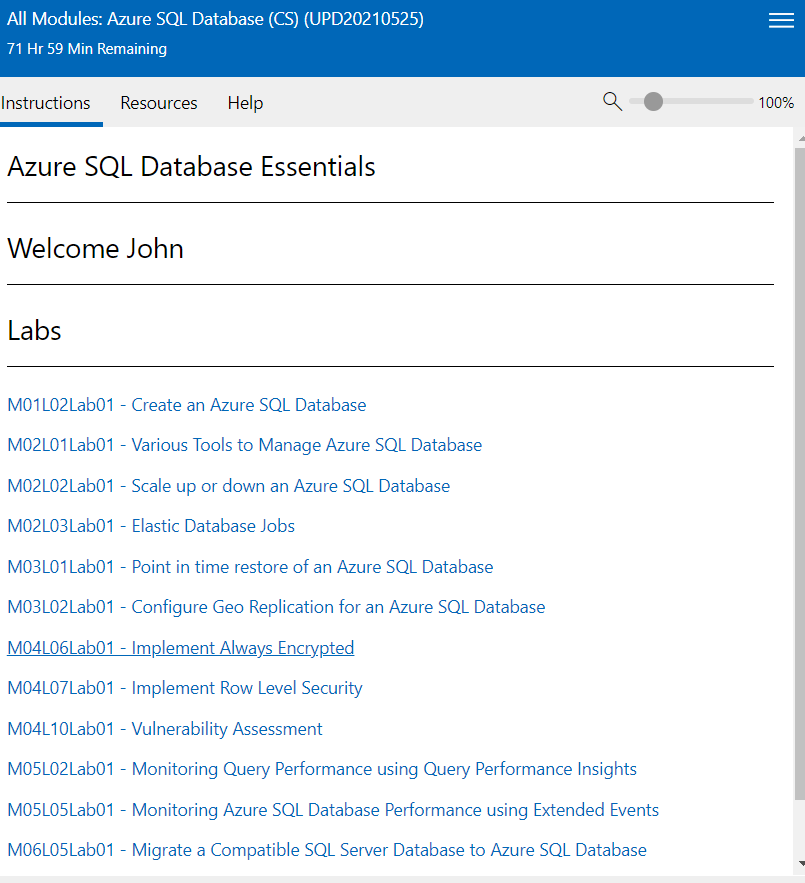 All Modules: Azure SQL Database (CS) (UPD20210525)
71 Hr 59 Min Remaining
Instructions Resources Help 100%
Azure SQL Database Essentials
Welcome John
Labs
M01L02Lab01 - Create an Azure SQL Database
M02L01Lab01 - Various Tools to Manage Azure SQL Database
M02L02Lab01 - Scale up or down an Azure SQL Database
M02L03Lab01 - Elastic Database Jobs
M03L01Lab01 - Point in time restore of an Azure SQL Database
M03L02Lab01 - Configure Geo Replication for an Azure SQL Database
M04L06Lab01 - Implement Always Encrypted
M04L07Lab01 - Implement Row Level Security
M04L10Lab01 - Vulnerability Assessment
M05L02Lab01 - Monitoring Query Performance using Query Performance Insights
M05L05Lab01 - Monitoring Azure SQL Database Performance using Extended Events
M06L05Lab01 - Migrate a Compatible SQL Server Database to Azure SQL Database